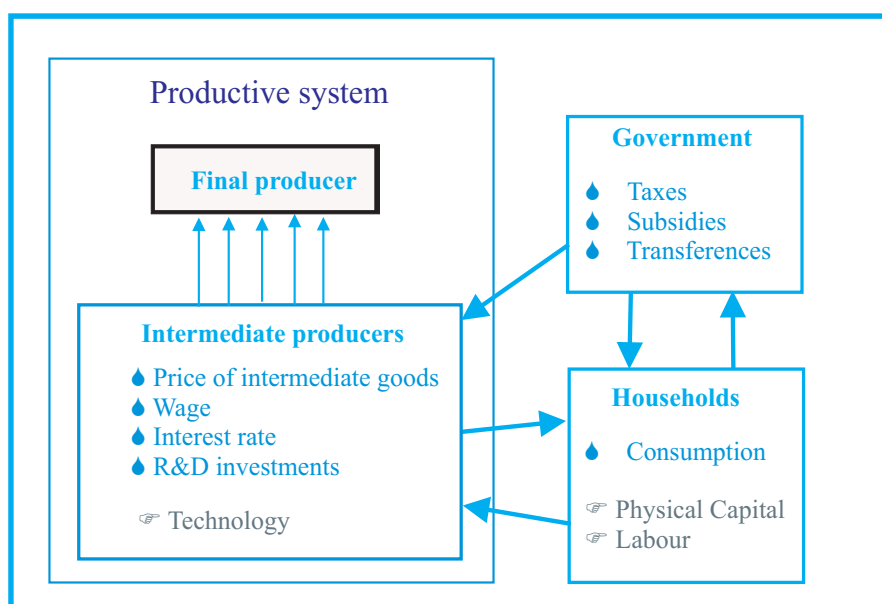 Productive system
Final producer
Intermediate producers
Price of intermediate goods
Wage
Interest rate
R&D investments
Technology
Government
Taxes
Subsidies
Transferences
Households
Consumption
Physical Capital
Labour